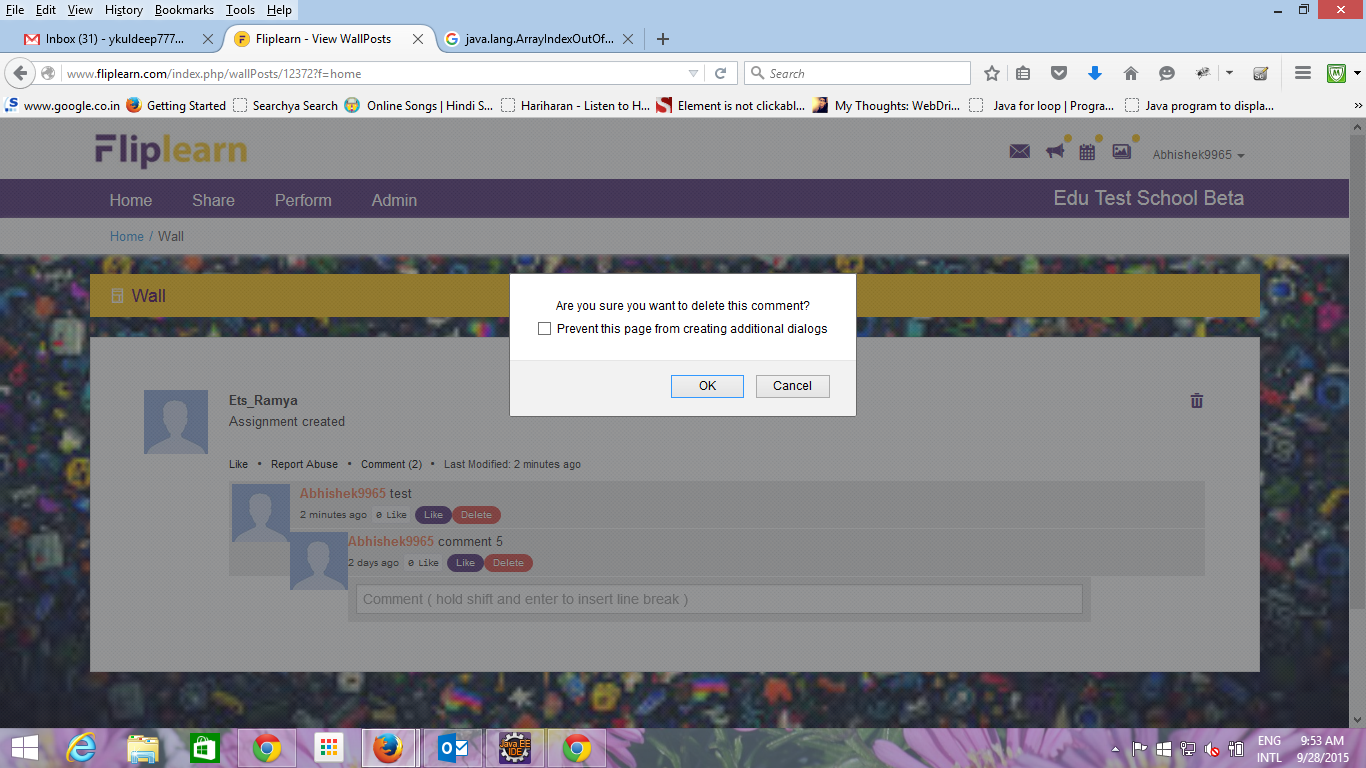 File Edit View History Bookmarks Tools Help
Inbox (31) - ykuldeep777... Fliplearn - View WallPosts java.lang.ArrayIndexOutOf...
www.fliplearn.com/index.php/wallPosts/12372?f=home Search
www.google.co.in Getting Started Searchya Search Online Songs | Hindi S... Hariharan - Listen to H... Element is not clickabl... My Thoughts: WebDri... Java for loop | Progra... Java program to displa...
Fliplearn Abhishek9965
Home Share Perform Admin Edu Test School Beta
Home / Wall
Wall
Are you sure you want to delete this comment?
Prevent this page from creating additional dialogs
OK Cancel
Ets_Ramya
Assignment created
Like • Report Abuse • Comment (2) • Last Modified: 2 minutes ago
Abhishek9965 test
2 minutes ago 0 Like Like Delete
Abhishek9965 comment 5
2 days ago 0 Like Like Delete
Comment ( hold shift and enter to insert line break )
Java EE IDE
ENG 9:53 AM
INTL 9/28/2015